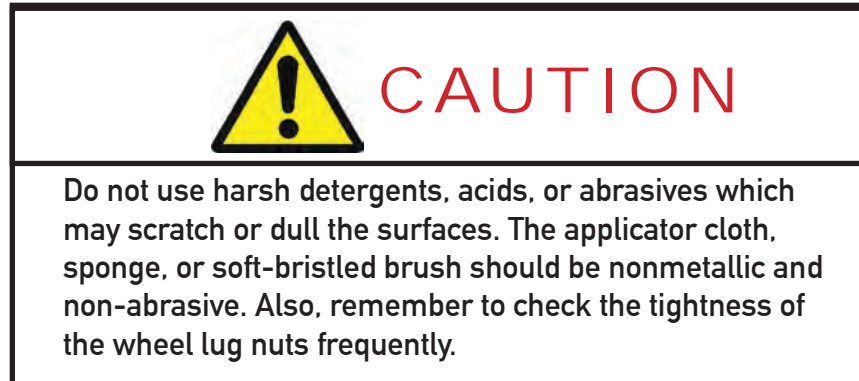 CAUTION
Do not use harsh detergents, acids, or abrasives which
may scratch or dull the surfaces. The applicator cloth,
sponge, or soft-bristled brush should be nonmetallic and
non-abrasive. Also, remember to check the tightness of
the wheel lug nuts frequently.